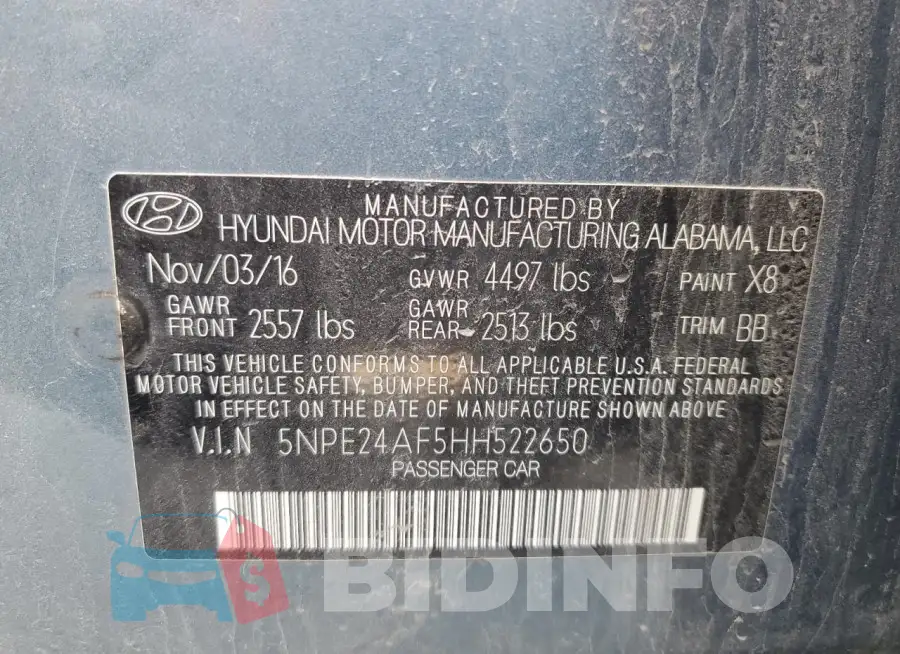 MANUFACTURED BY
HYUNDAI MOTOR MANUFACTURING ALABAMA, LLC
Nov/03/16 GVWR 4497 lbs PAINT X8
GAWR FRONT 2557 lbs GAWR REAR 2513 lbs TRIM BB
THIS VEHICLE CONFORMS TO ALL APPLICABLE U.S.A. FEDERAL
MOTOR VEHICLE SAFETY, BUMPER, AND THEFT PREVENTION STANDARDS
IN EFFECT ON THE DATE OF MANUFACTURE SHOWN ABOVE
V.I.N 5NPE24AF5HH522650
PASSENGER CAR
$ BIDINFO